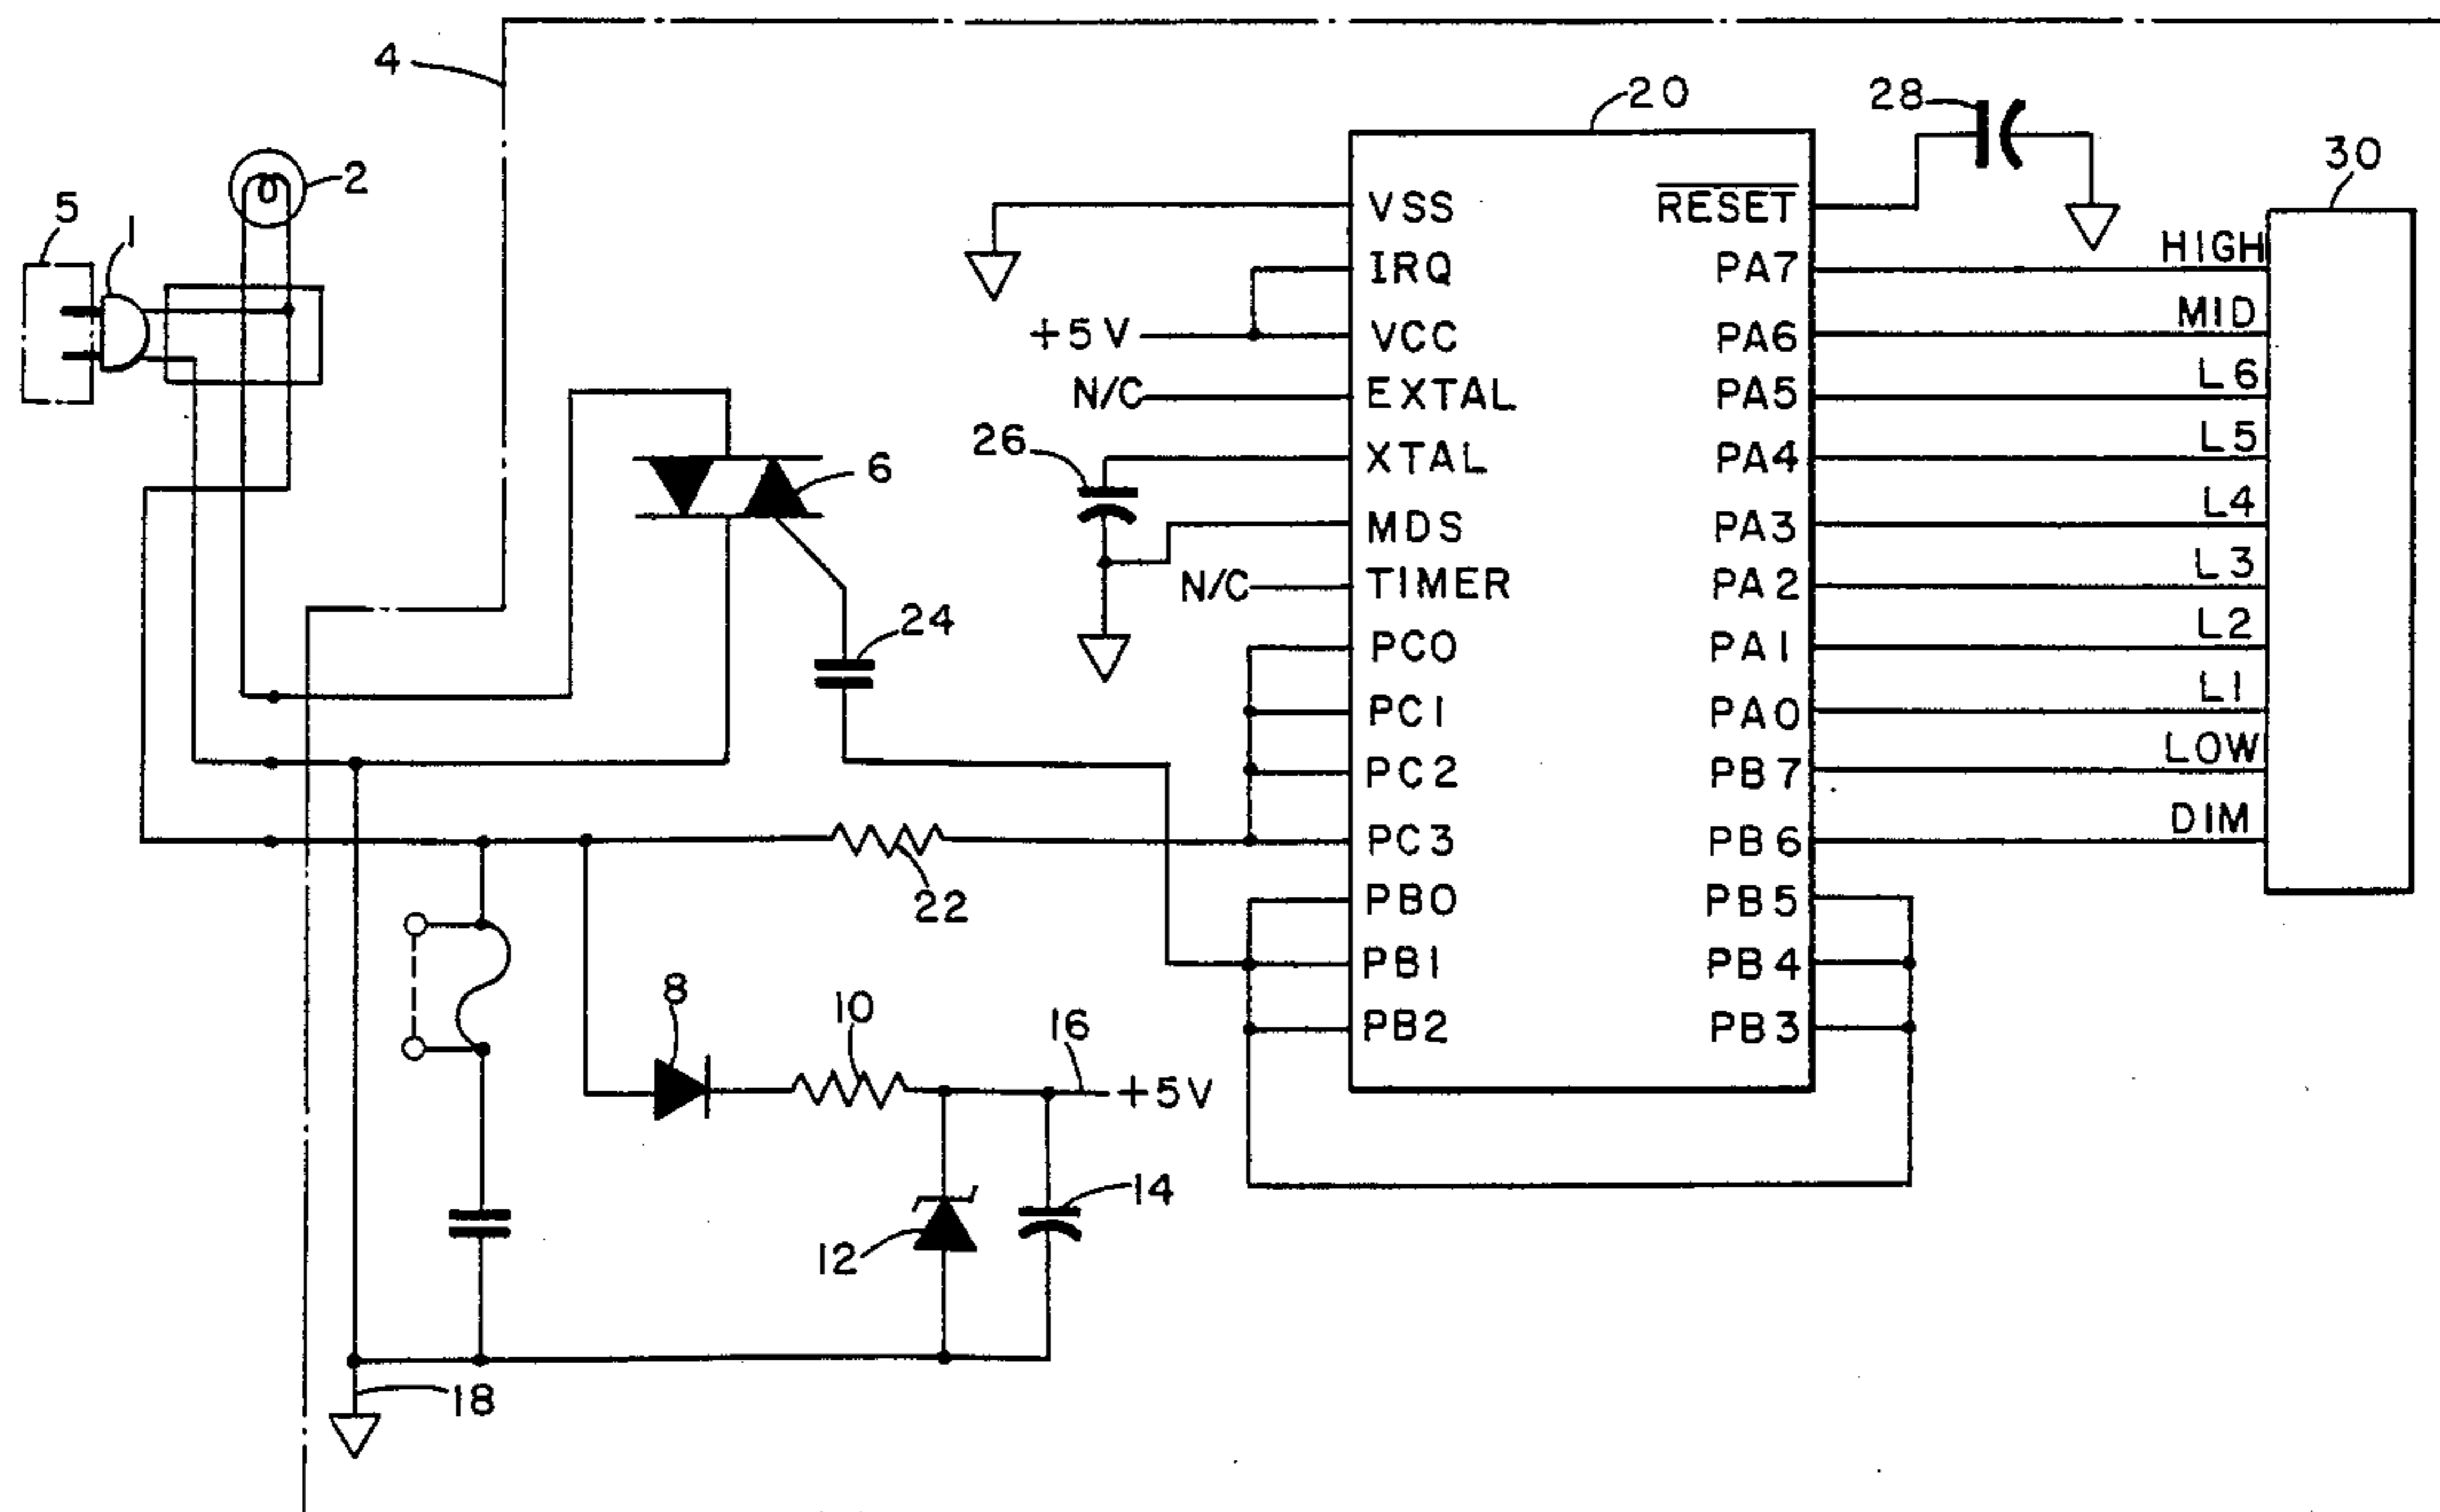 4
20
28
30
5
1
2
VSS
RESET
HIGH
IRQ
PA7
MID
+5V
VCC
PA6
L6
N/C
EXTAL
PA5
L5
26
XTAL
PA4
6
L4
MDS
PA3
L3
N/C
TIMER
PA2
24
L2
PC0
PA1
L1
PC1
PA0
LOW
PC2
PB7
DIM
PC3
PB6
22
PB0
PB5
PB1
PB4
8
10
16
PB2
PB3
+5V
14
12
18